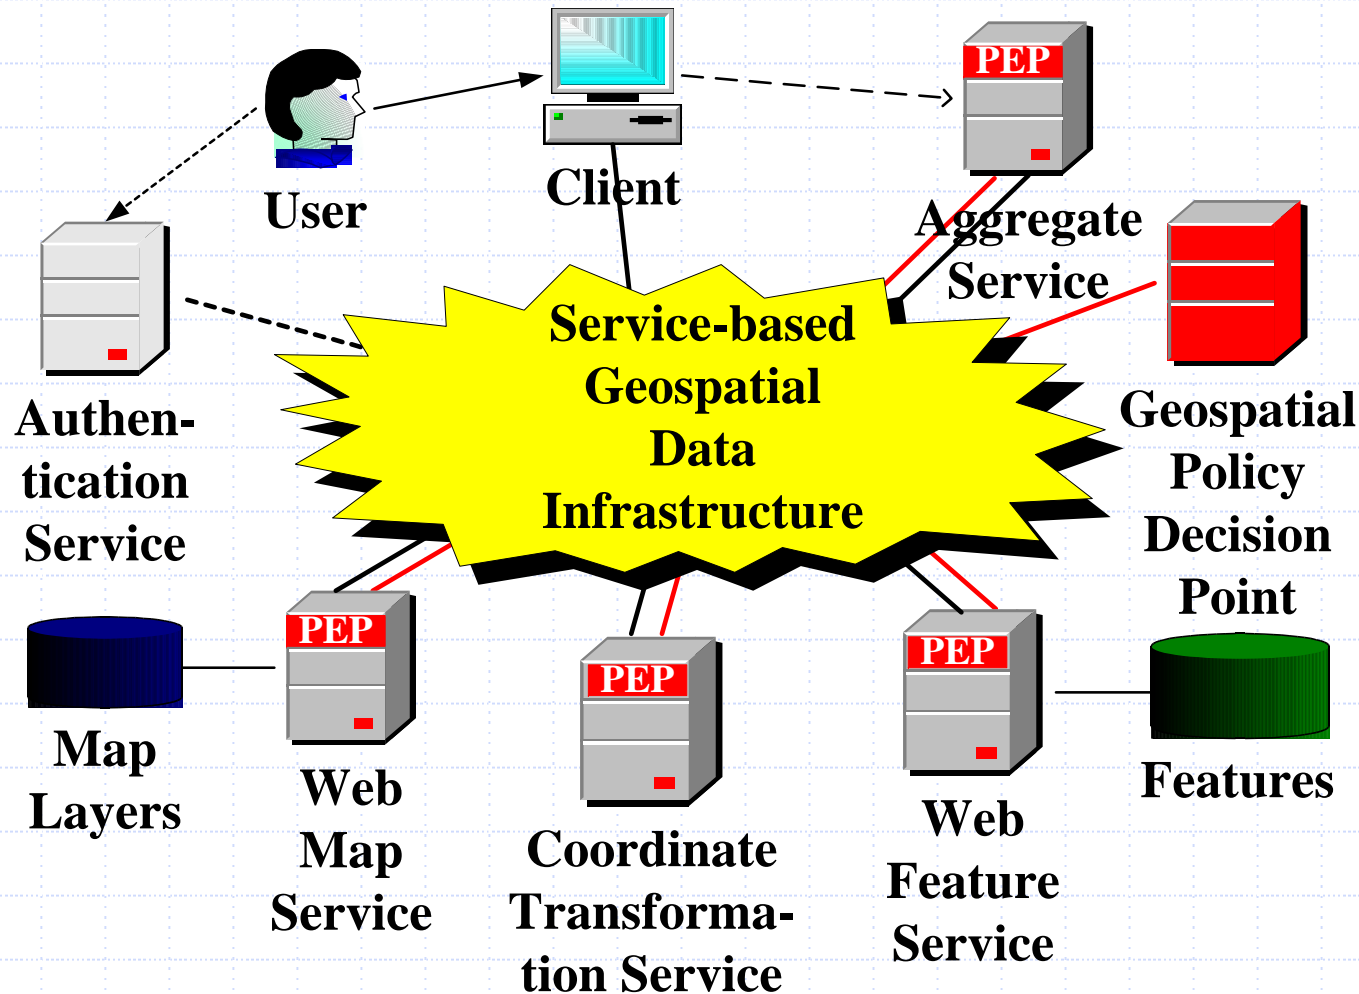 PEP
User
Client
Aggregate
Service
Service-based
Geospatial
Data
Infrastructure
Authen-
tication
Service
Geospatial
Policy
Decision
Point
PEP
PEP
PEP
Map
Layers
Web
Map
Service
Coordinate
Transforma-
tion Service
Web
Feature
Service
Features